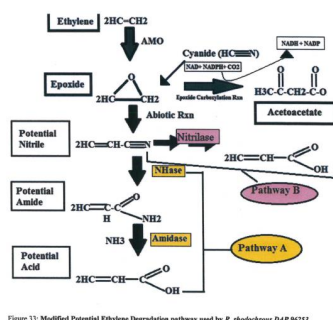 Ethylene 2HC=CH2
AMO
Cyanide (HC≡N)
NADH + NADP
NAD+ NADPH+ CO2
Epoxide
O
2HC CH2
Epoxide Carboxylation Rxn
O O
H3C-C-CH2-C-O
Acetoacetate
Abiotic Rxn
Potential Nitrile
2HC=CH-C≡N
Nitrilase
2HC=CH-C
O
OH
NHase
Pathway B
Potential Amide
2HC=C-C
H
O
NH2
NH3
Amidase
Pathway A
Potential Acid
2HC=CH-C
O
OH
Figure 33: Modified Potential Ethylene Degradation pathway used by R. rhodochrous DAP 96253